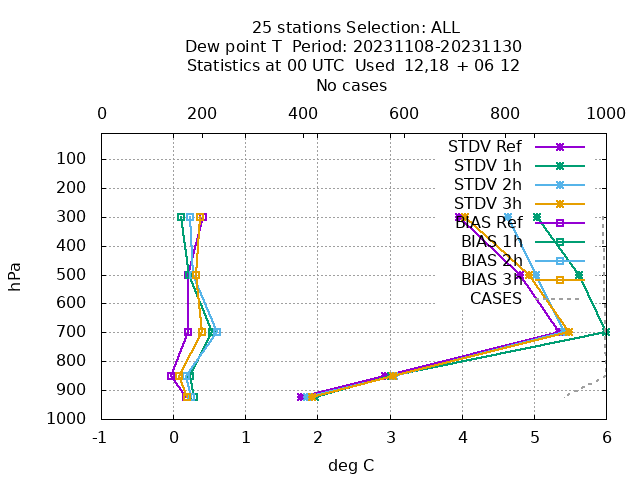 25 stations Selection: ALL
Dew point T  Period: 20231108-20231130
Statistics at 00 UTC  Used  12,18 + 06 12
No cases
0 200 400 600 800 1000
STDV Ref
STDV 1h
STDV 2h
STDV 3h
BIAS Ref
BIAS 1h
BIAS 2h
BIAS 3h
CASES
100
200
300
400
500
600
700
800
900
1000
hPa
-1 0 1 2 3 4 5 6
deg C